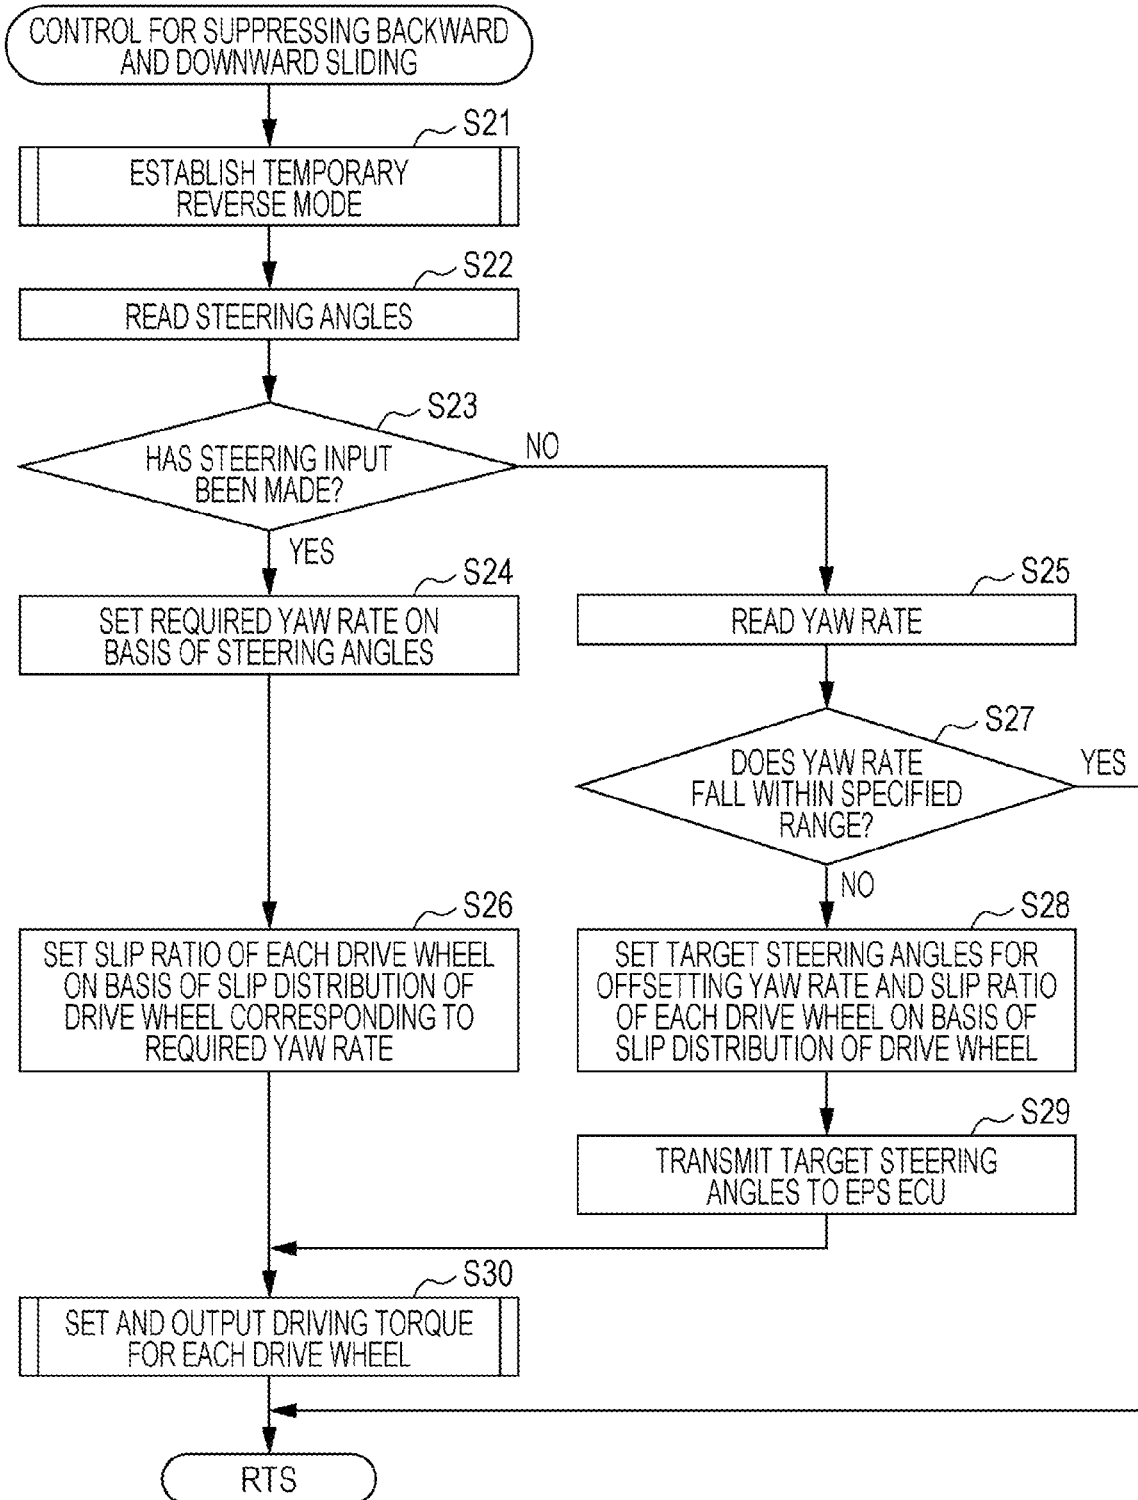 CONTROL FOR SUPPRESSING BACKWARD
AND DOWNWARD SLIDING
S21
ESTABLISH TEMPORARY
REVERSE MODE
S22
READ STEERING ANGLES
S23
HAS STEERING INPUT
BEEN MADE?
NO
YES
S24
SET REQUIRED YAW RATE ON
BASIS OF STEERING ANGLES
S25
READ YAW RATE
S27
DOES YAW RATE
FALL WITHIN SPECIFIED
RANGE?
YES
NO
S26
SET SLIP RATIO OF EACH DRIVE WHEEL
ON BASIS OF SLIP DISTRIBUTION OF
DRIVE WHEEL CORRESPONDING TO
REQUIRED YAW RATE
S28
SET TARGET STEERING ANGLES FOR
OFFSETTING YAW RATE AND SLIP RATIO
OF EACH DRIVE WHEEL ON BASIS OF
SLIP DISTRIBUTION OF DRIVE WHEEL
S29
TRANSMIT TARGET STEERING
ANGLES TO EPS ECU
S30
SET AND OUTPUT DRIVING TORQUE
FOR EACH DRIVE WHEEL
RTS